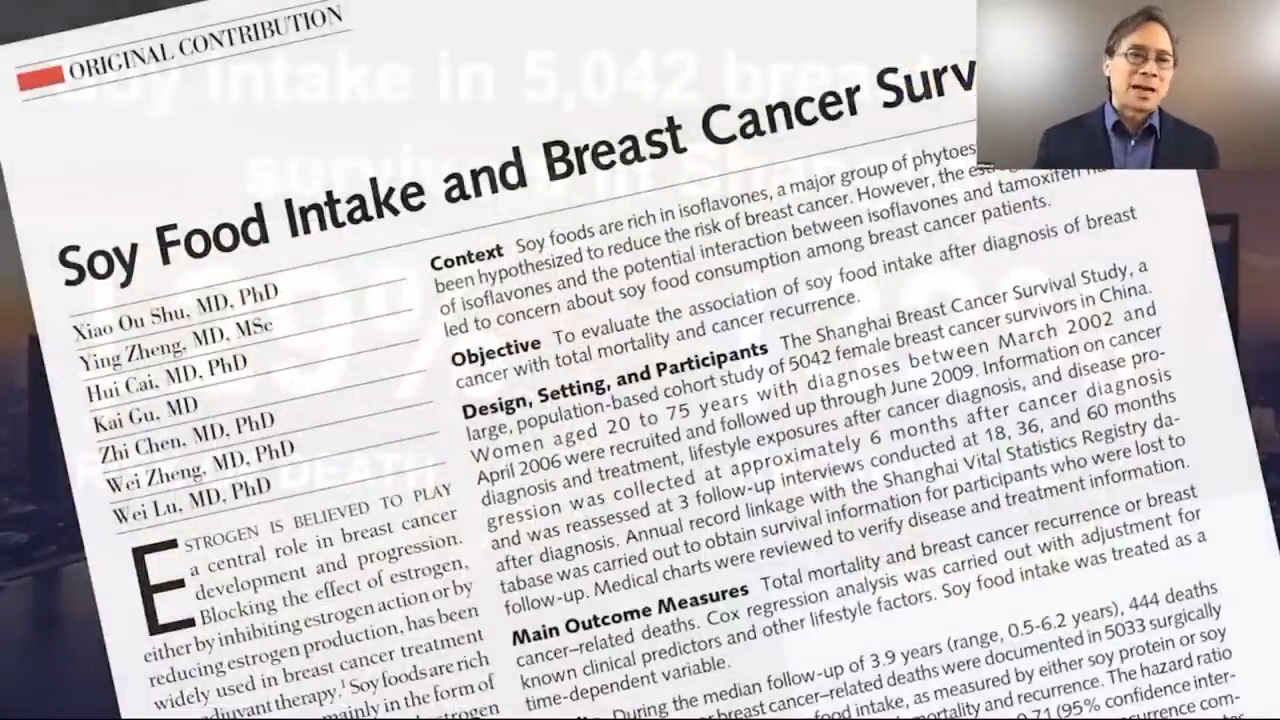 ORIGINAL CONTRIBUTION
Soy Food Intake and Breast Cancer Surv
Xiao Ou Shu, MD, PhD
Ying Zheng, MD, MSc
Hui Cai, MD, PhD
Kai Gu, MD
Zhi Chen, MD, PhD
Wei Zheng, MD, PhD
Wei Lu, MD, PhD
ESTROGEN IS BELIEVED TO PLAY
a central role in breast cancer
development and progression.
Blocking the effect of estrogen,
either by inhibiting estrogen action or by
reducing estrogen production, has been
widely used in breast cancer treatment
adjuvant therapy.¹ Soy foods are rich
mainly in the form of
Context Soy foods are rich in isoflavones, a major group of phytoes
been hypothesized to reduce the risk of breast cancer. However, the
of isoflavones and the potential interaction between isoflavones and tamoxifen
led to concern about soy food consumption among breast cancer patients.
Objective To evaluate the association of soy food intake after diagnosis of breast
cancer with total mortality and cancer recurrence.
Design, Setting, and Participants The Shanghai Breast Cancer Survival Study, a
large, population-based cohort study of 5042 female breast cancer survivors in China.
Women aged 20 to 75 years with diagnoses between March 2002 and
April 2006 were recruited and followed up through June 2009. Information on cancer
diagnosis and treatment, lifestyle exposures after cancer diagnosis, and disease pro-
gression was collected at approximately 6 months after cancer diagnosis
and was reassessed at 3 follow-up interviews conducted at 18, 36, and 60 months
after diagnosis. Annual record linkage with the Shanghai Vital Statistics Registry da-
tabase was carried out to obtain survival information for participants who were lost to
follow-up. Medical charts were reviewed to verify disease and treatment information.
Main Outcome Measures Total mortality and breast cancer recurrence or breast
cancer–related deaths. Cox regression analysis was carried out with adjustment for
known clinical predictors and other lifestyle factors. Soy food intake was treated as a
time-dependent variable.
During the median follow-up of 3.9 years (range, 0.5-6.2 years), 444 deaths
breast cancer–related deaths were documented in 5033 surgically
food intake, as measured by either soy protein or soy
mortality and recurrence. The hazard ratio
0.71 (95% confidence inter-